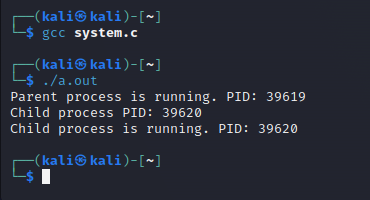 ┌──(kali㉿kali)-[~]
└─$ gcc system.c
┌──(kali㉿kali)-[~]
└─$ ./a.out
Parent process is running. PID: 39619
Child process PID: 39620
Child process is running. PID: 39620
┌──(kali㉿kali)-[~]
└─$